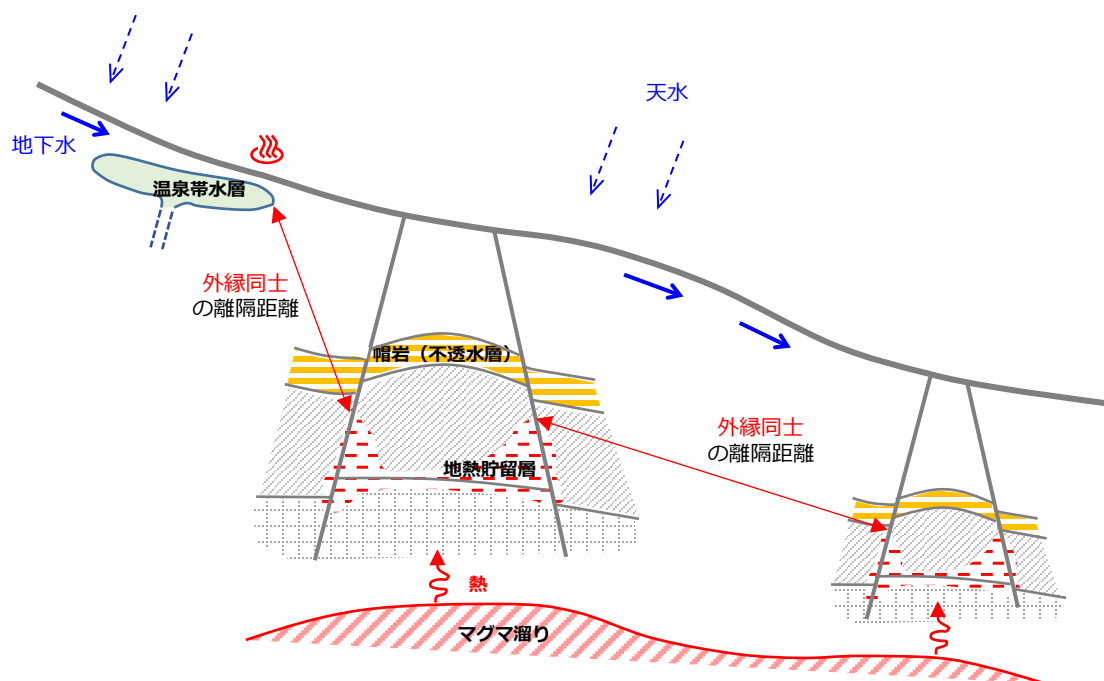 天水
地下水
温泉帯水層
外縁同士
の離隔距離
帽岩（不透水層）
外縁同士
の離隔距離
地熱貯留層
熱
マグマ溜り